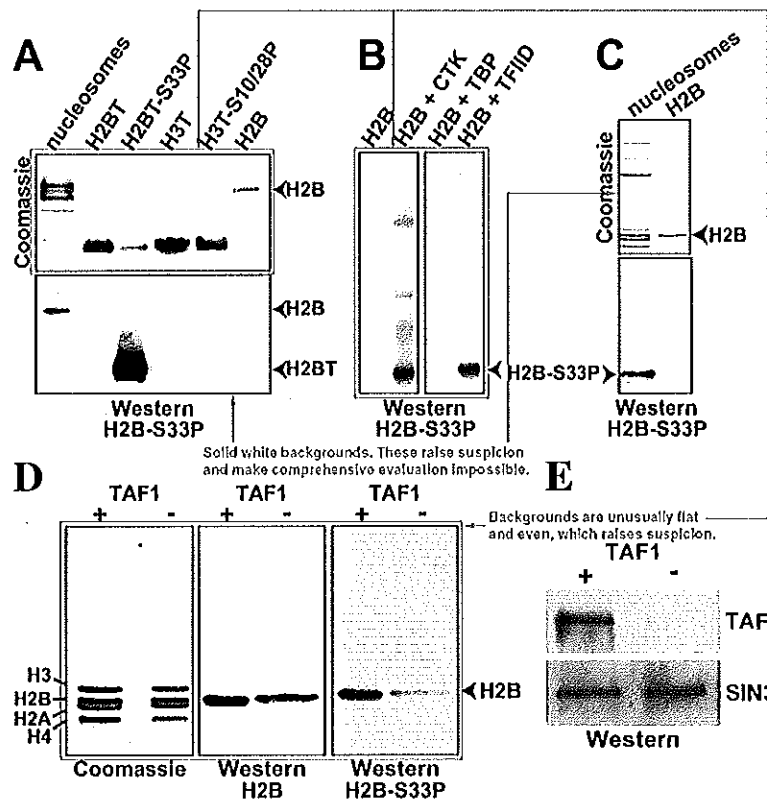 A
nucleosomes
H2BT
H2BT-S33P
H3T
H3T-S10/28P
H2B
Coomassie
H2B
H2B
H2BT
Western
H2B-S33P
B
H2B
H2B + CTK
H2B + TBP
H2B + TFIID
H2B-S33P
Western
H2B-S33P
C
nucleosomes
H2B
Coomassie
H2B
Western
H2B-S33P
Solid white backgrounds. These raise suspicion
and make comprehensive evaluation impossible.
D
TAF1
TAF1
TAF1
+ -
+ -
+ -
H3
H2B
H2A
H4
H2B
Coomassie
Western
H2B
Western
H2B-S33P
Backgrounds are unusually flat
and even, which raises suspicion.
E
TAF1
+ -
TAF
SIN3
Western